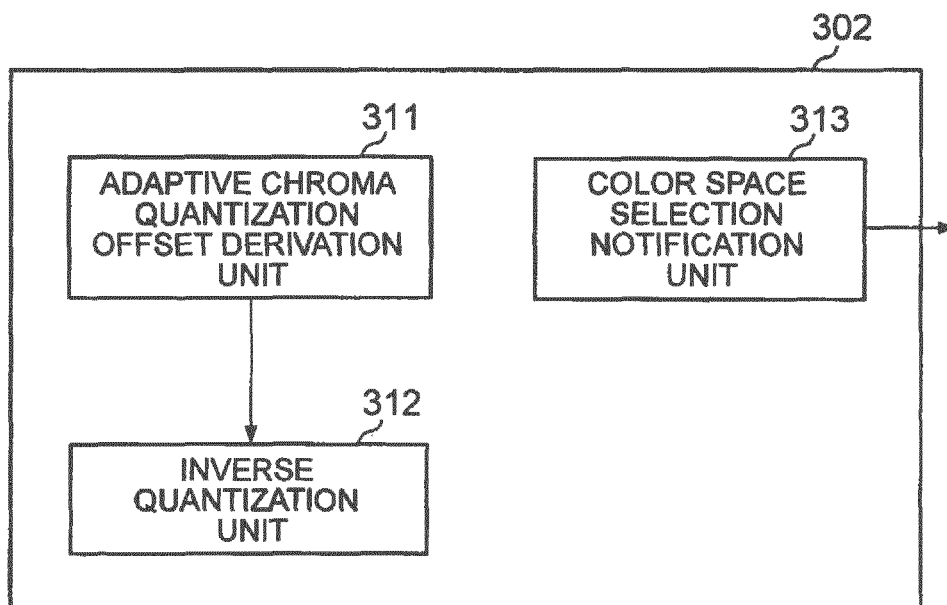 302
311
ADAPTIVE CHROMA
QUANTIZATION
OFFSET DERIVATION
UNIT
313
COLOR SPACE
SELECTION
NOTIFICATION
UNIT
312
INVERSE
QUANTIZATION
UNIT